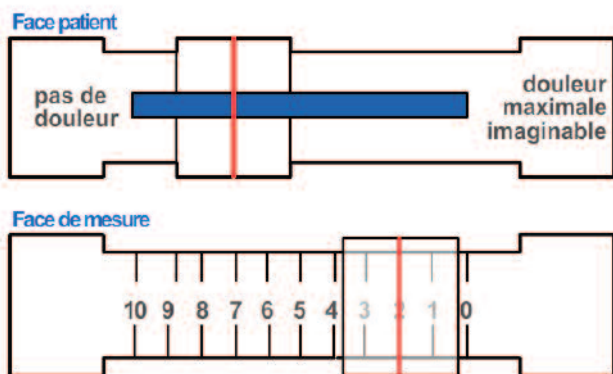 Face patient
pas de
douleur
douleur
maximale
imaginable
Face de mesure
10 9 8 7 6 5 4 3 2 1 0